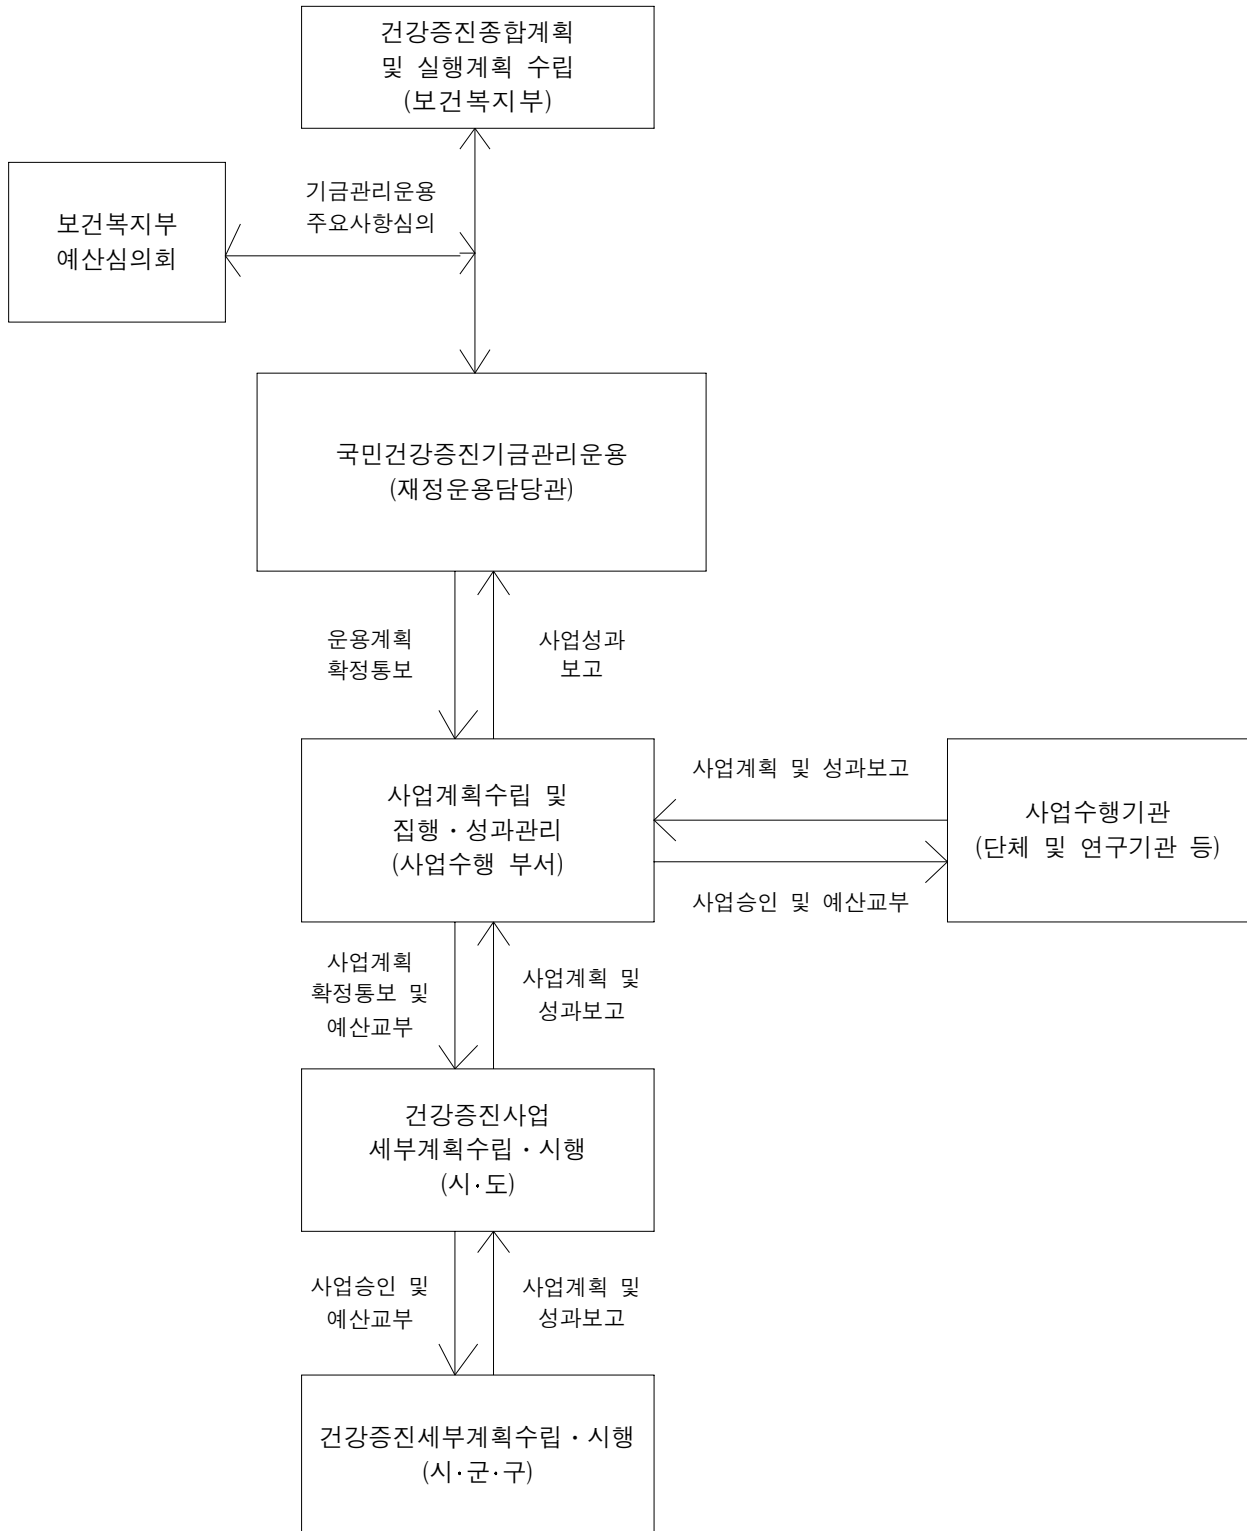 건강증진종합계획
및 실행계획 수립
(보건복지부)
기금관리운용
주요사항심의
보건복지부
예산심의회
국민건강증진기금관리운용
(재정운용담당관)
운용계획
확정통보
사업성과
보고
사업계획수립 및
집행·성과관리
(사업수행 부서)
사업계획 및 성과보고
사업승인 및 예산교부
사업수행기관
(단체 및 연구기관 등)
사업계획
확정통보 및
예산교부
사업계획 및
성과보고
건강증진사업
세부계획수립·시행
(시·도)
사업승인 및
예산교부
사업계획 및
성과보고
건강증진세부계획수립·시행
(시·군·구)